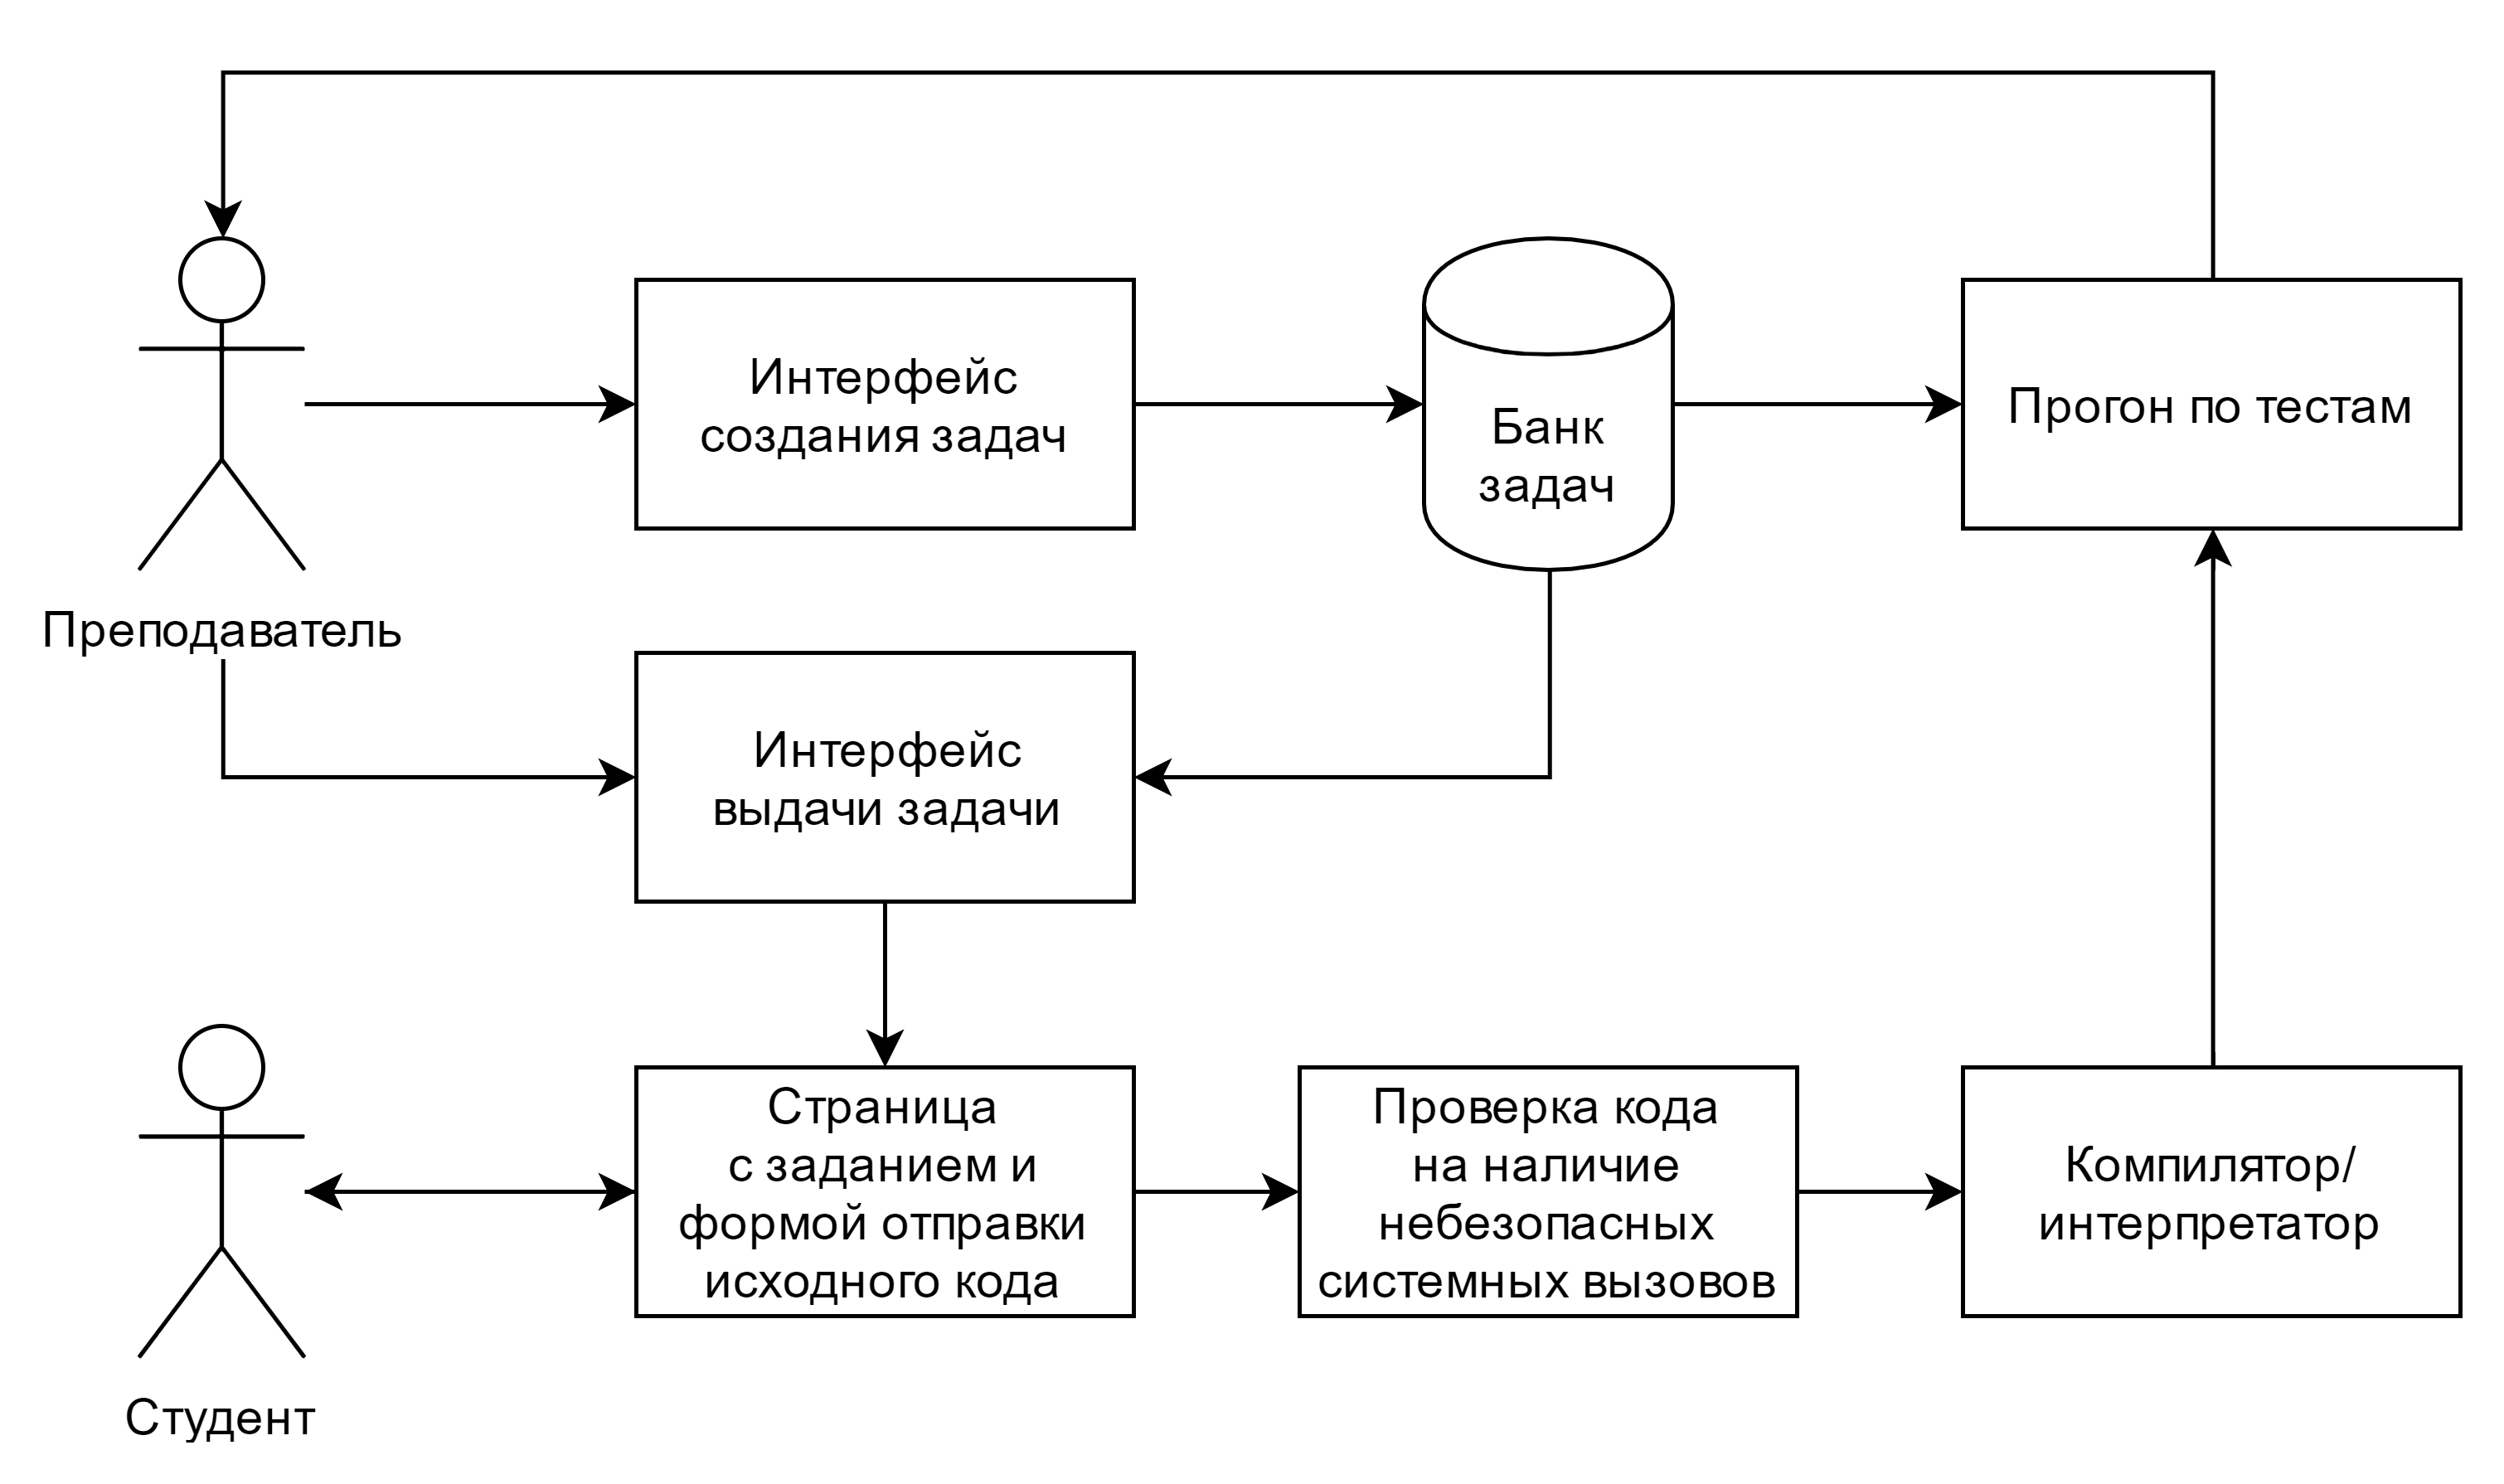 Интерфейс
создания задач
Банк
задач
Прогон по тестам
Преподаватель
Интерфейс
выдачи задачи
Страница
с заданием и
формой отправки
исходного кода
Проверка кода
на наличие
небезопасных
системных вызовов
Компилятор/
интерпретатор
Студент